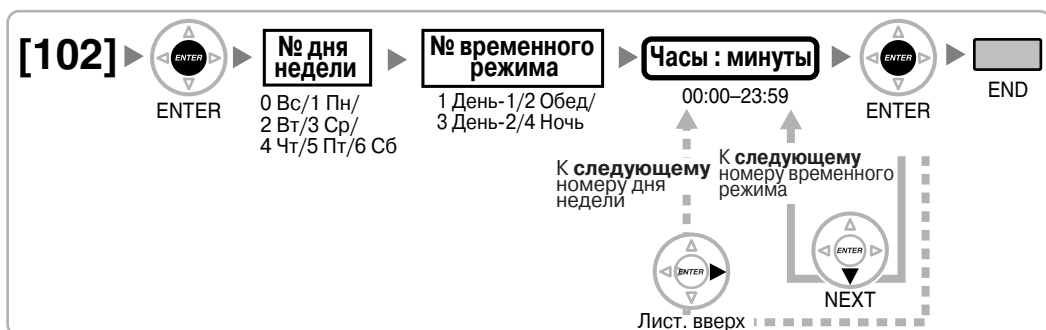 [102]
ENTER
ENTER
№ дня
недели
0 Вс/1 Пн/
2 Вт/3 Ср/
4 Чт/5 Пт/6 Сб
№ временного
режима
1 День-1/2 Обед/
3 День-2/4 Ночь
Часы : минуты
00:00–23:59
ENTER
ENTER
END
К следующему
номеру дня
недели
К следующему
номеру временного
режима
ENTER
Лист. вверх
ENTER
NEXT